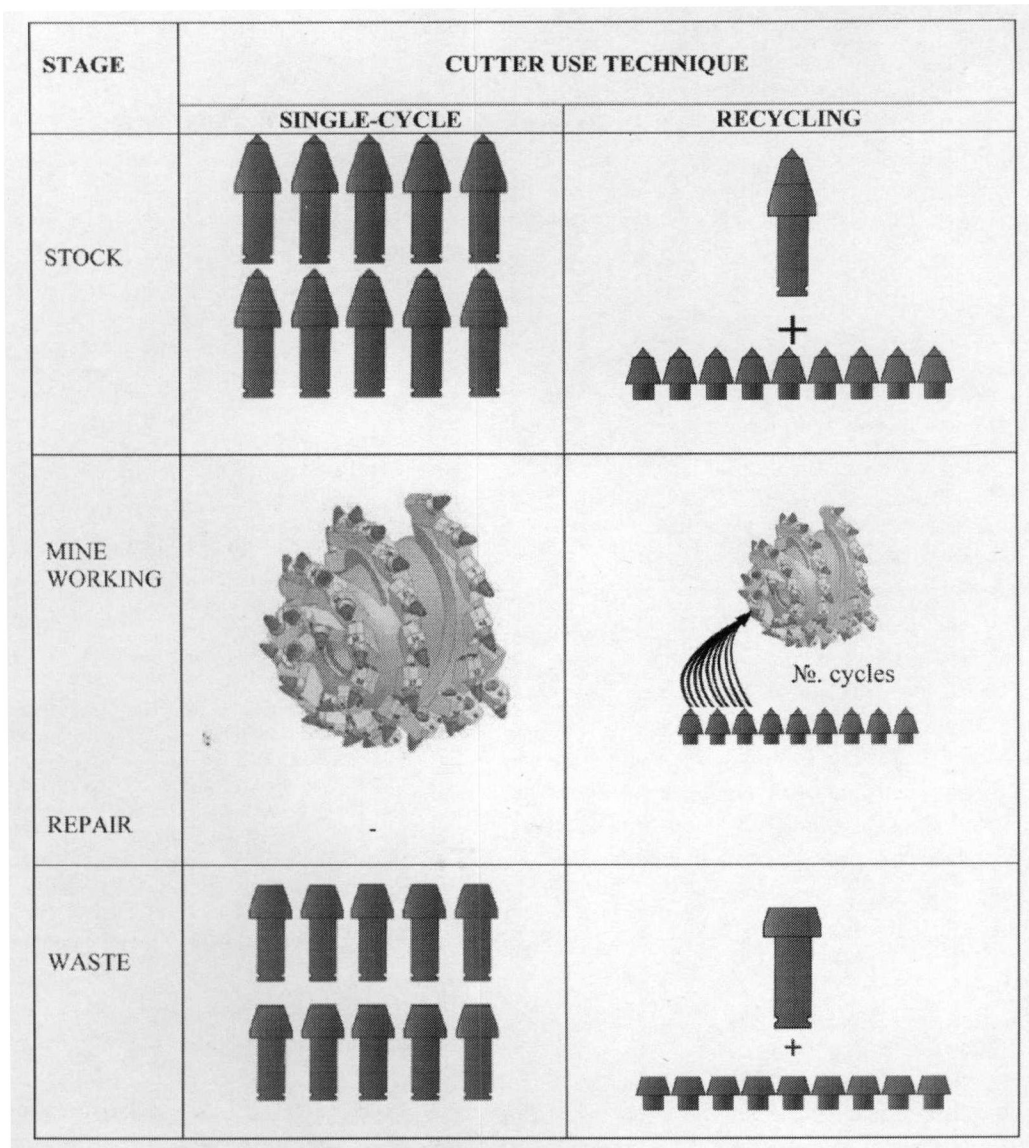 STAGE
CUTTER USE TECHNIQUE
SINGLE-CYCLE
RECYCLING
STOCK
+
MINE
WORKING
№. cycles
REPAIR
-
WASTE
+